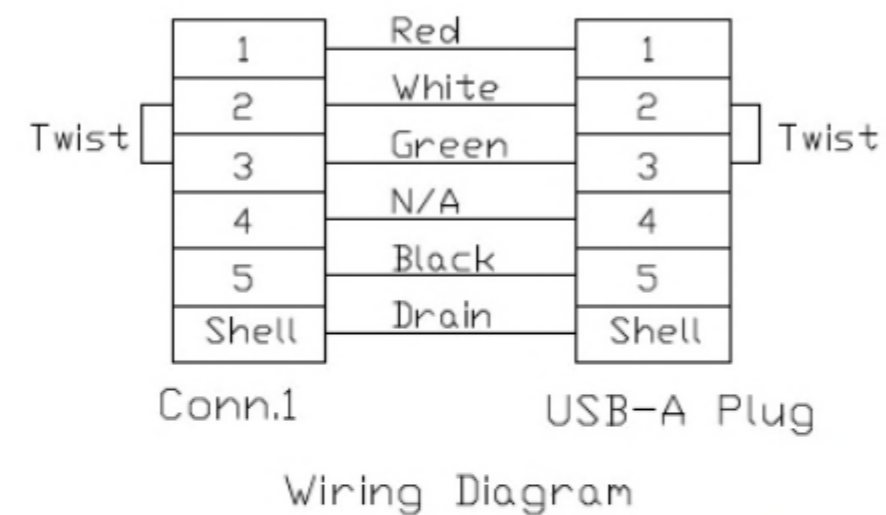 1 Red 1
2 White 2
Twist Twist
3 Green 3
4 N/A 4
5 Black 5
Shell Drain Shell
Conn.1 USB-A Plug
Wiring Diagram